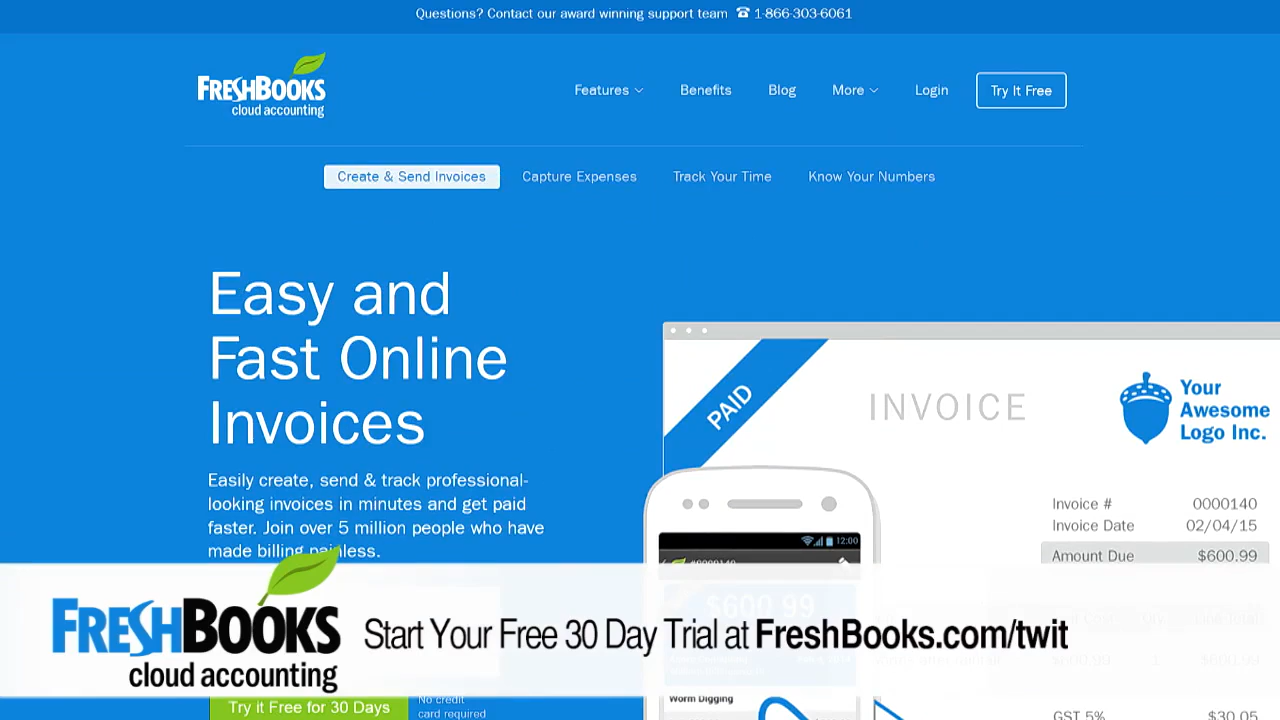 Questions? Contact our award winning support team ☎ 1-866-303-6061
FRESHBOOKS
cloud accounting
Features
Benefits
Blog
More
Login
Try It Free
Create & Send Invoices
Capture Expenses
Track Your Time
Know Your Numbers
Easy and
Fast Online
Invoices
Easily create, send & track professional-
looking invoices in minutes and get paid
faster. Join over 5 million people who have
made billing painless.
PAID
INVOICE
Your
Awesome
Logo Inc.
Invoice # 0000140
Invoice Date 02/04/15
Amount Due $600.99
12:00
#0000140
$600.99
FRESHBOOKS
cloud accounting
Start Your Free 30 Day Trial at FreshBooks.com/twit
Try it Free for 30 Days
No credit
card required
Worm Digging
GST 5% $30.05